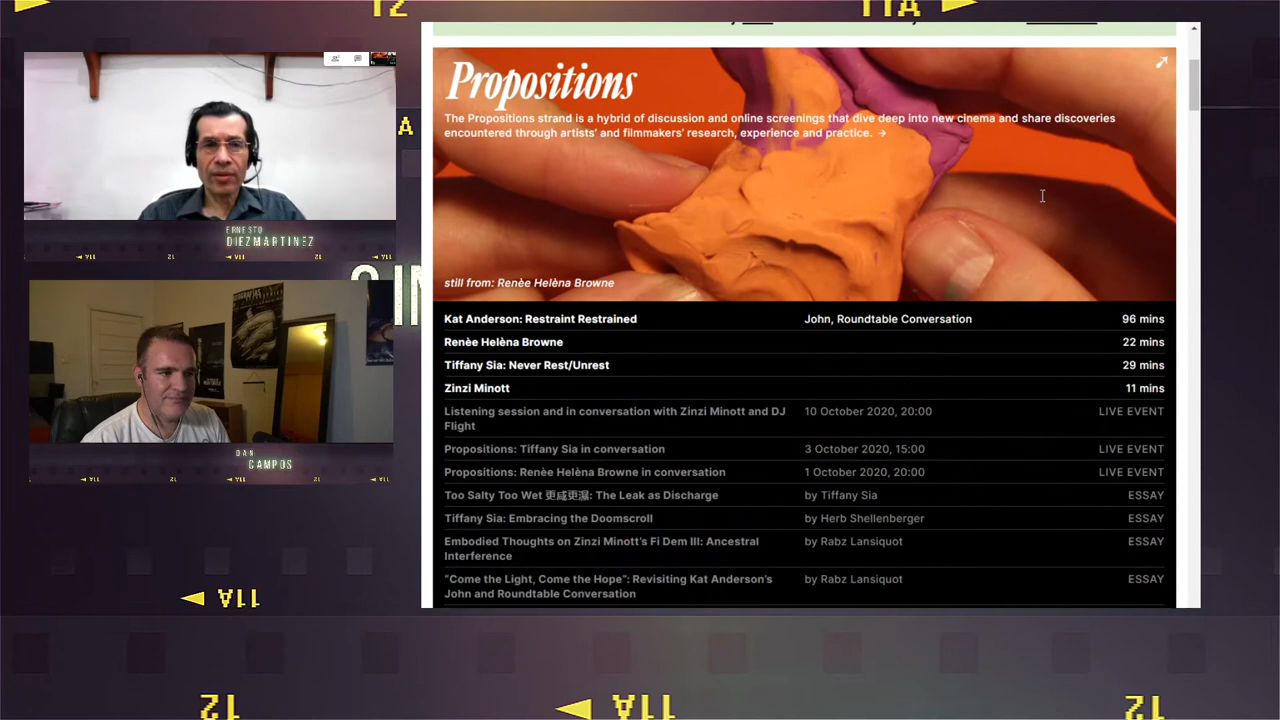 12
11A
Propositions
The Propositions strand is a hybrid of discussion and online screenings that dive deep into new cinema and share discoveries
encountered through artists' and filmmakers' research, experience and practice. →
still from: Renèe Helèna Browne
Kat Anderson: Restraint Restrained John, Roundtable Conversation 96 mins
Renèe Helèna Browne 22 mins
Tiffany Sia: Never Rest/Unrest 29 mins
Zinzi Minott 11 mins
Listening session and in conversation with Zinzi Minott and DJ 10 October 2020, 20:00 LIVE EVENT
Flight
Propositions: Tiffany Sia in conversation 3 October 2020, 15:00 LIVE EVENT
Propositions: Renèe Helèna Browne in conversation 1 October 2020, 20:00 LIVE EVENT
Too Salty Too Wet 更咸更濕: The Leak as Discharge by Tiffany Sia ESSAY
Tiffany Sia: Embracing the Doomscroll by Herb Shellenberger ESSAY
Embodied Thoughts on Zinzi Minott's Fi Dem III: Ancestral by Rabz Lansiquot ESSAY
Interference
"Come the Light, Come the Hope": Revisiting Kat Anderson's by Rabz Lansiquot ESSAY
John and Roundtable Conversation
ERNESTO
DIEZMARTINEZ
DAN
CAMPOS
11A
12
11A
12